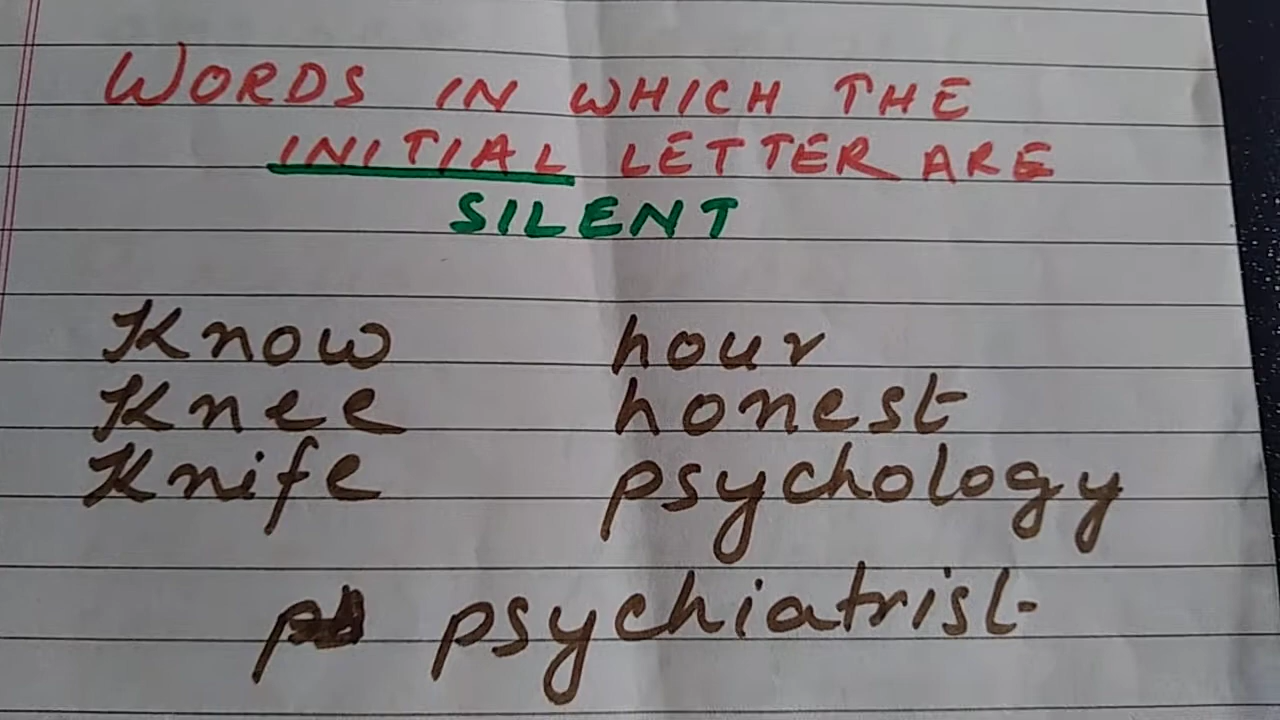 WORDS IN WHICH THE
INITIAL LETTER ARE
SILENT
Know hour
Knee honest
Knife psychology
psychiatrist